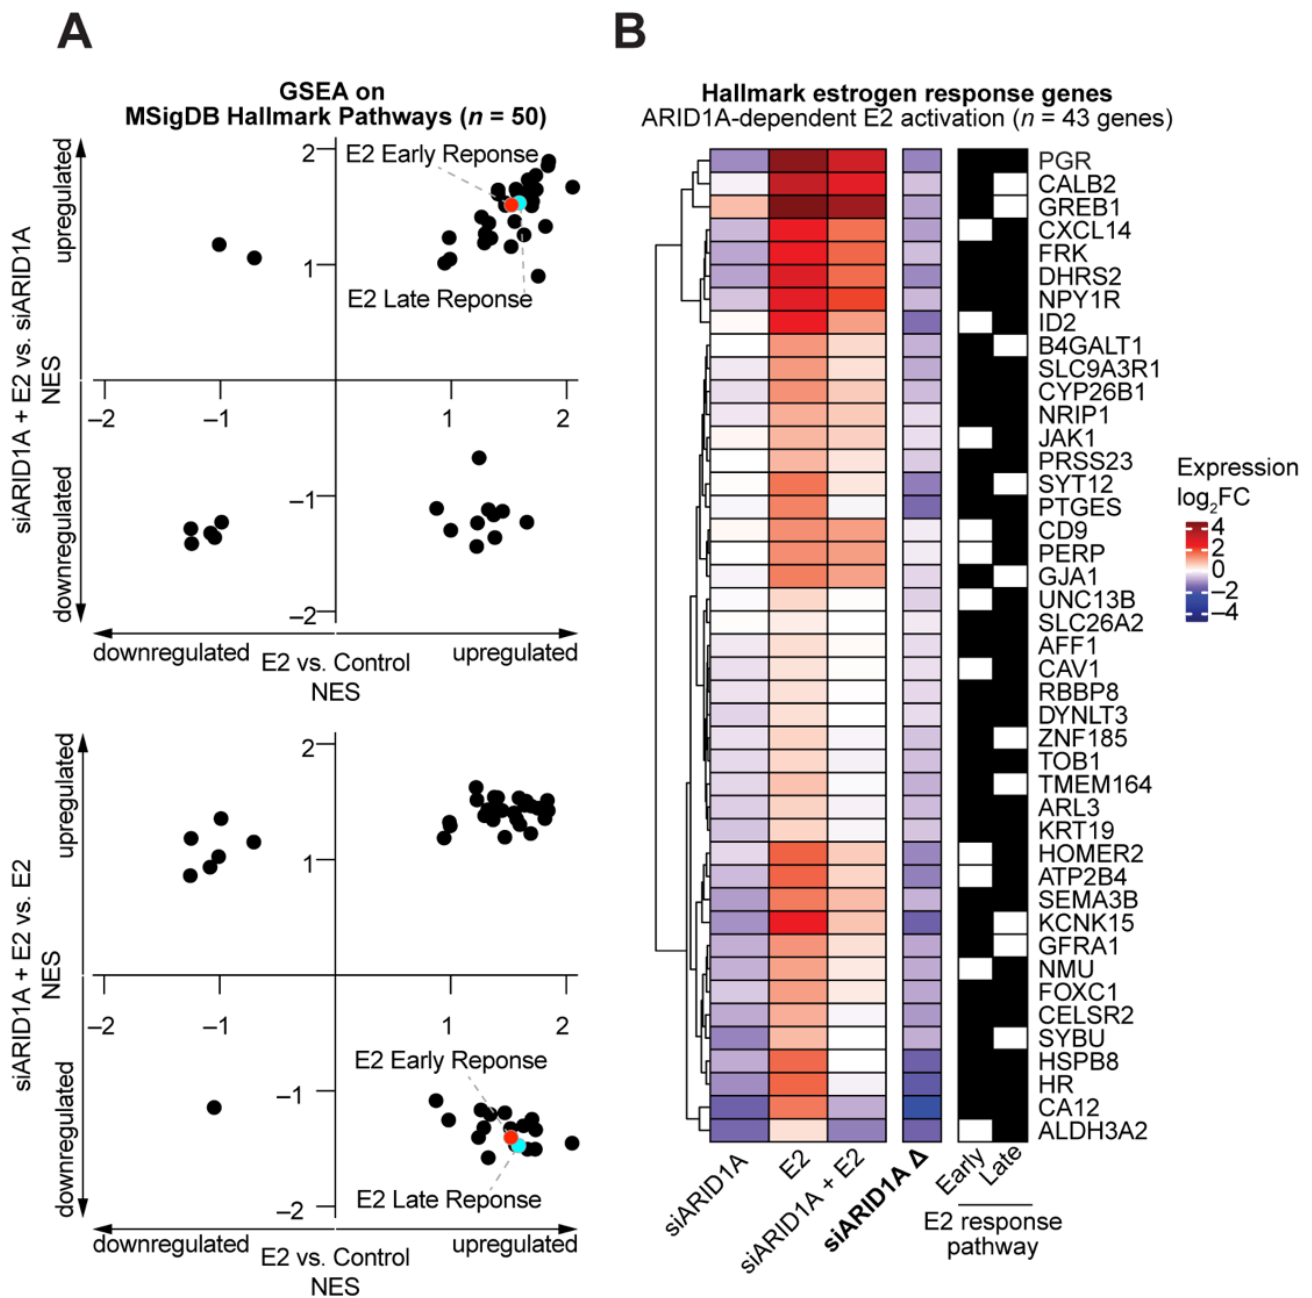 A
GSEA on
MSigDB Hallmark Pathways (n = 50)
upregulated
siARID1A + E2 vs. siARID1A
NES
downregulated
2
1
–1
–2
–2
–1
1
2
E2 Early Reponse
E2 Late Reponse
downregulated
E2 vs. Control
NES
upregulated
upregulated
siARID1A + E2 vs. E2
NES
downregulated
2
1
–1
–2
–2
–1
1
2
E2 Early Reponse
E2 Late Reponse
downregulated
E2 vs. Control
NES
upregulated
B
Hallmark estrogen response genes
ARID1A-dependent E2 activation (n = 43 genes)
PGR
CALB2
GREB1
CXCL14
FRK
DHRS2
NPY1R
ID2
B4GALT1
SLC9A3R1
CYP26B1
NRIP1
JAK1
PRSS23
SYT12
PTGES
CD9
PERP
GJA1
UNC13B
SLC26A2
AFF1
CAV1
RBBP8
DYNLT3
ZNF185
TOB1
TMEM164
ARL3
KRT19
HOMER2
ATP2B4
SEMA3B
KCNK15
GFRA1
NMU
FOXC1
CELSR2
SYBU
HSPB8
HR
CA12
ALDH3A2
siARID1A
E2
siARID1A + E2
siARID1A Δ
Early
Late
E2 response
pathway
Expression
log2FC
4
2
0
–2
–4